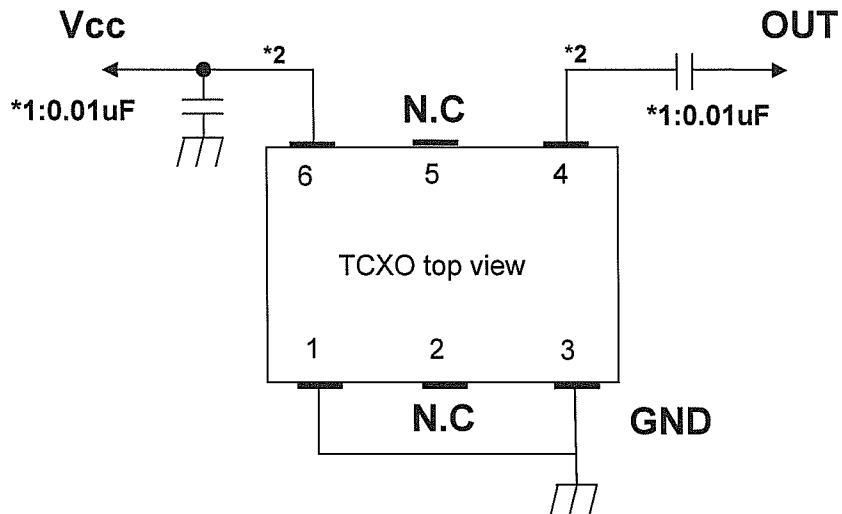 Vcc
OUT
*2
*2
*1:0.01uF
N.C
*1:0.01uF
6
5
4
TCXO top view
1
2
3
N.C
GND